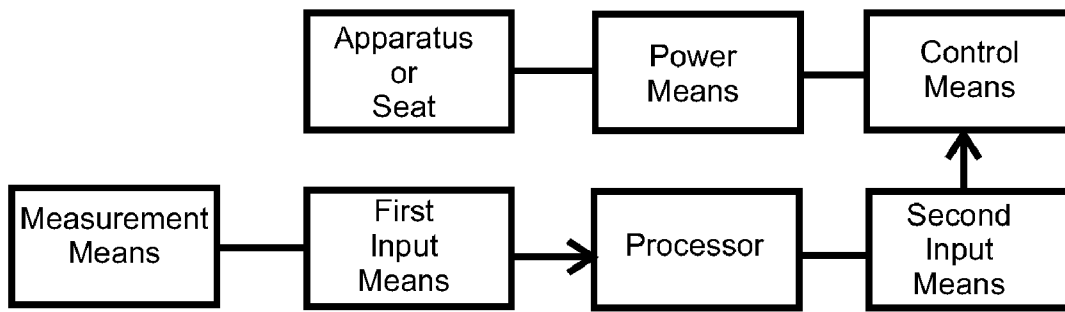 Apparatus
or
Seat
Power
Means
Control
Means
Measurement
Means
First
Input
Means
Processor
Second
Input
Means